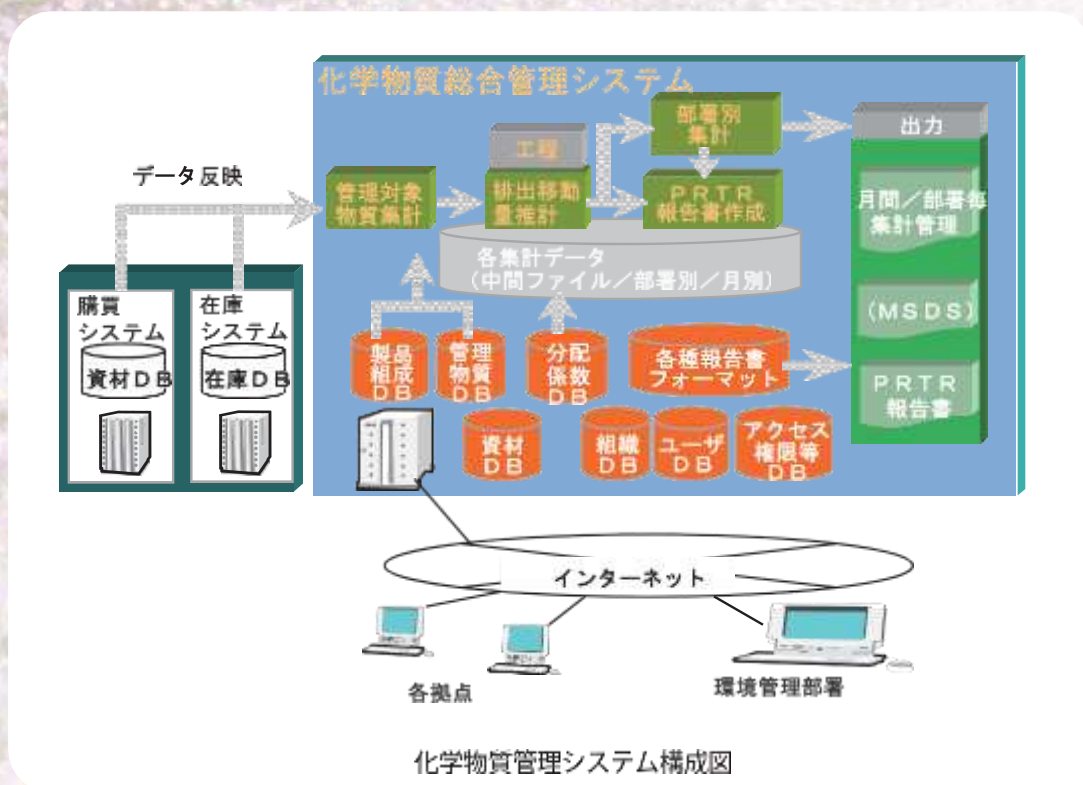 化学物質総合管理システム
部署別
集計
出力
工程
データ反映
管理対象
物質集計
排出移動
量推計
PRTR
報告書作成
月間/部署毎
集計管理
各集計データ
(中間ファイル/部署別/月別)
購買
システム
資材DB
在庫
システム
在庫DB
(MSDS)
製品
組成
DB
管理
物質
DB
分配
係数
DB
各種報告書
フォーマット
PRTR
報告書
資材
DB
組織
DB
ユーザ
DB
アクセス
権限等
DB
インターネット
各拠点
環境管理部署
化学物質管理システム構成図